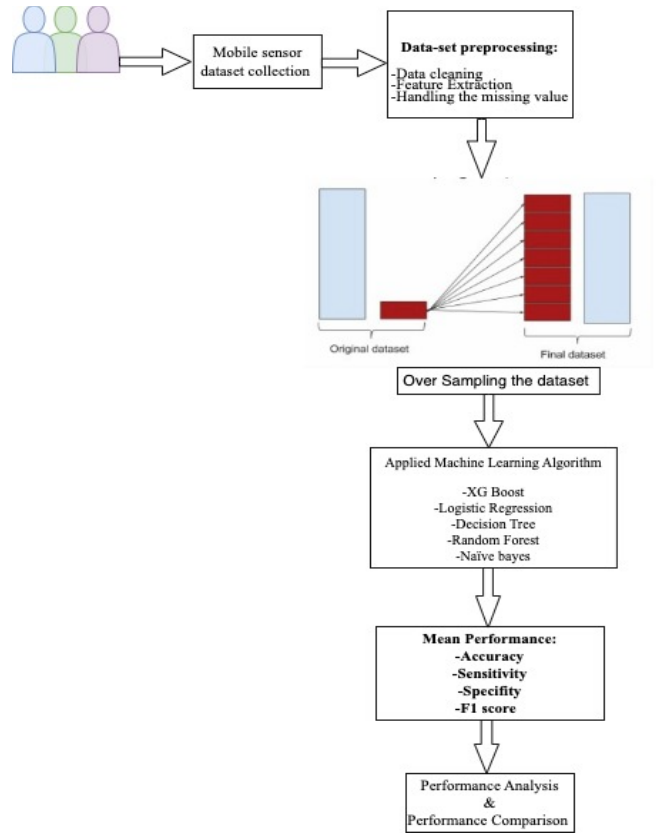 Mobile sensor
dataset collection
Data-set preprocessing:
-Data cleaning
-Feature Extraction
-Handling the missing value
Original dataset
Final dataset
Over Sampling the dataset
Applied Machine Learning Algorithm
-XG Boost
-Logistic Regression
-Decision Tree
-Random Forest
-Naïve bayes
Mean Performance:
-Accuracy
-Sensitivity
-Specifity
-F1 score
Performance Analysis
&
Performance Comparison